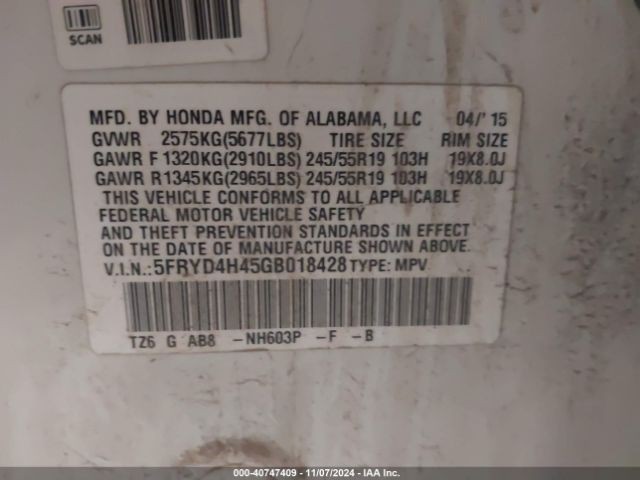 SCAN
MFD. BY HONDA MFG. OF ALABAMA, LLC 04/'15
GVWR 2575KG(5677LBS) TIRE SIZE RIM SIZE
GAWR F 1320KG(2910LBS) 245/55R19 103H 19X8.0J
GAWR R1345KG(2965LBS) 245/55R19 103H 19X8.0J
THIS VEHICLE CONFORMS TO ALL APPLICABLE
FEDERAL MOTOR VEHICLE SAFETY
AND THEFT PREVENTION STANDARDS IN EFFECT
ON THE DATE OF MANUFACTURE SHOWN ABOVE.
V.I.N.:5FRYD4H45GB018428 TYPE: MPV
TZ6 G AB8 -NH603P -F -B
000-40747409 - 11/07/2024 - IAA Inc.